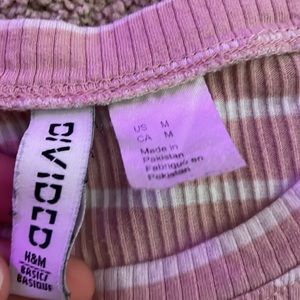 DIVIDED
H&M
BASICS
BASIQUE
US M
CA M
Made in
Pakistan
Fabriqué en
Pakistan